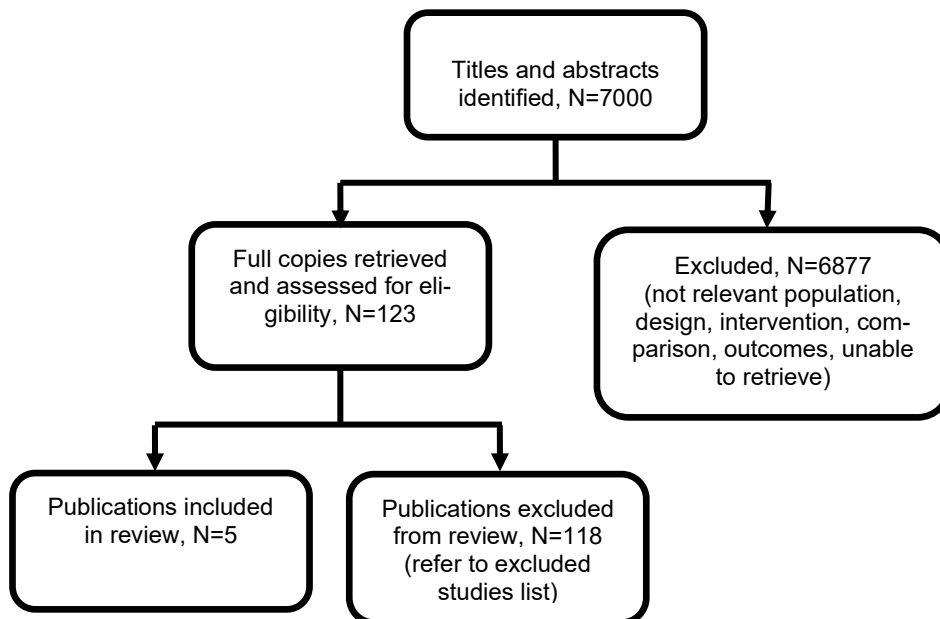 Titles and abstracts
identified, N=7000
Full copies retrieved
and assessed for eli-
gibility, N=123
Excluded, N=6877
(not relevant population,
design, intervention, com-
parison, outcomes, unable
to retrieve)
Publications included
in review, N=5
Publications excluded
from review, N=118
(refer to excluded
studies list)